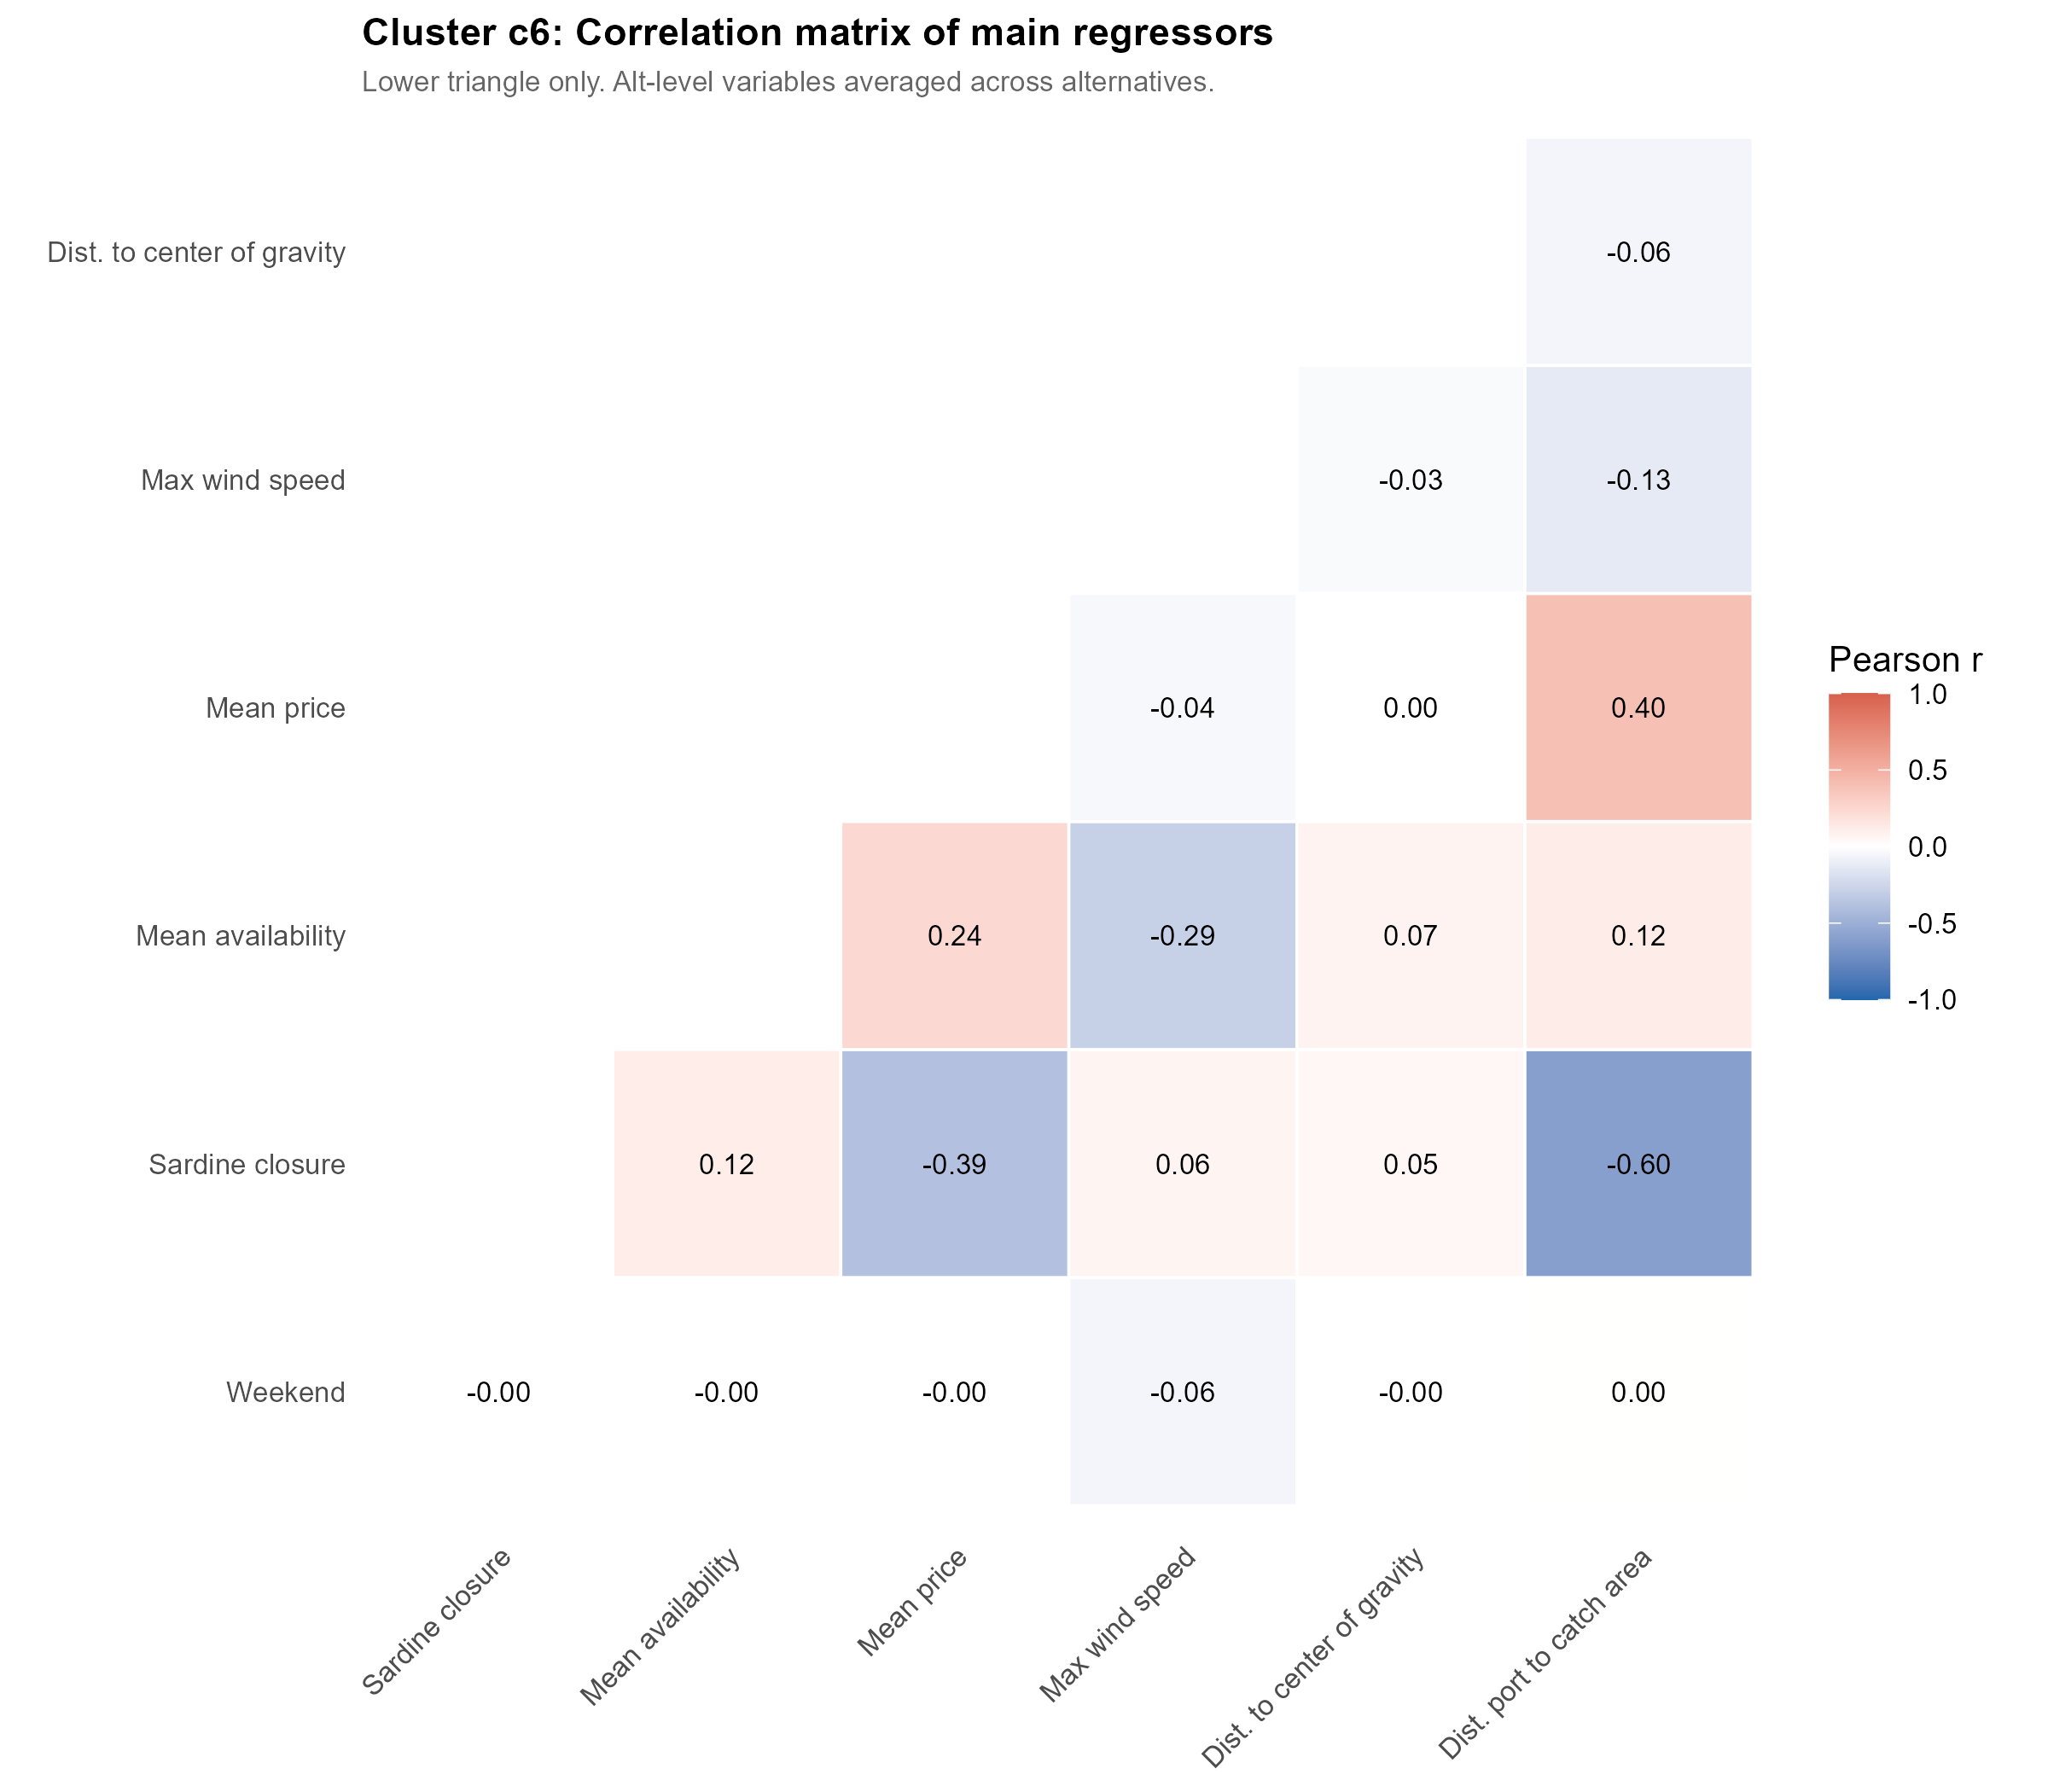 Cluster c6: Correlation matrix of main regressors
Lower triangle only. Alt-level variables averaged across alternatives.
Dist. to center of gravity -0.06
Max wind speed -0.03 -0.13
Mean price -0.04 0.00 0.40
Mean availability 0.24 -0.29 0.07 0.12
Sardine closure 0.12 -0.39 0.06 0.05 -0.60
Weekend -0.00 -0.00 -0.00 -0.06 -0.00 0.00
Sardine closure
Mean availability
Mean price
Max wind speed
Dist. to center of gravity
Dist. port to catch area
Pearson r
1.0
0.5
0.0
-0.5
-1.0